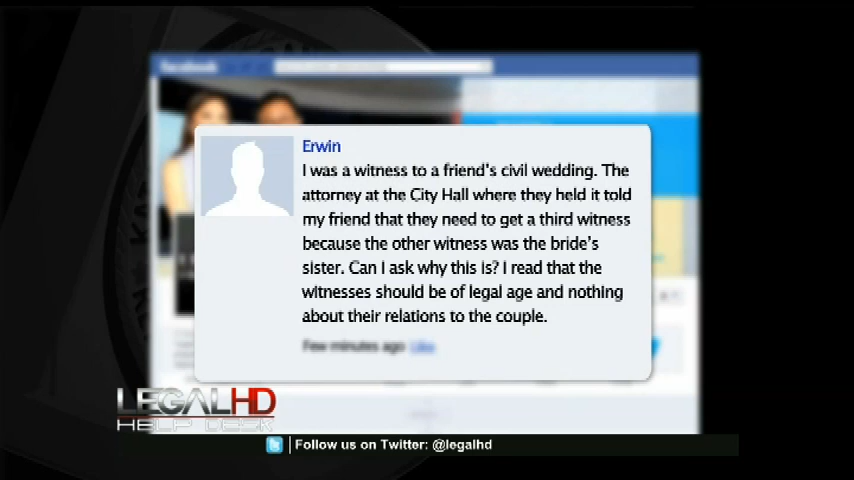 facebook
Erwin
I was a witness to a friend's civil wedding. The
attorney at the City Hall where they held it told
my friend that they need to get a third witness
because the other witness was the bride's
sister. Can I ask why this is? I read that the
witnesses should be of legal age and nothing
about their relations to the couple.
Few minutes ago Like
LEGALHD
HELP DESK
Follow us on Twitter: @legalhd